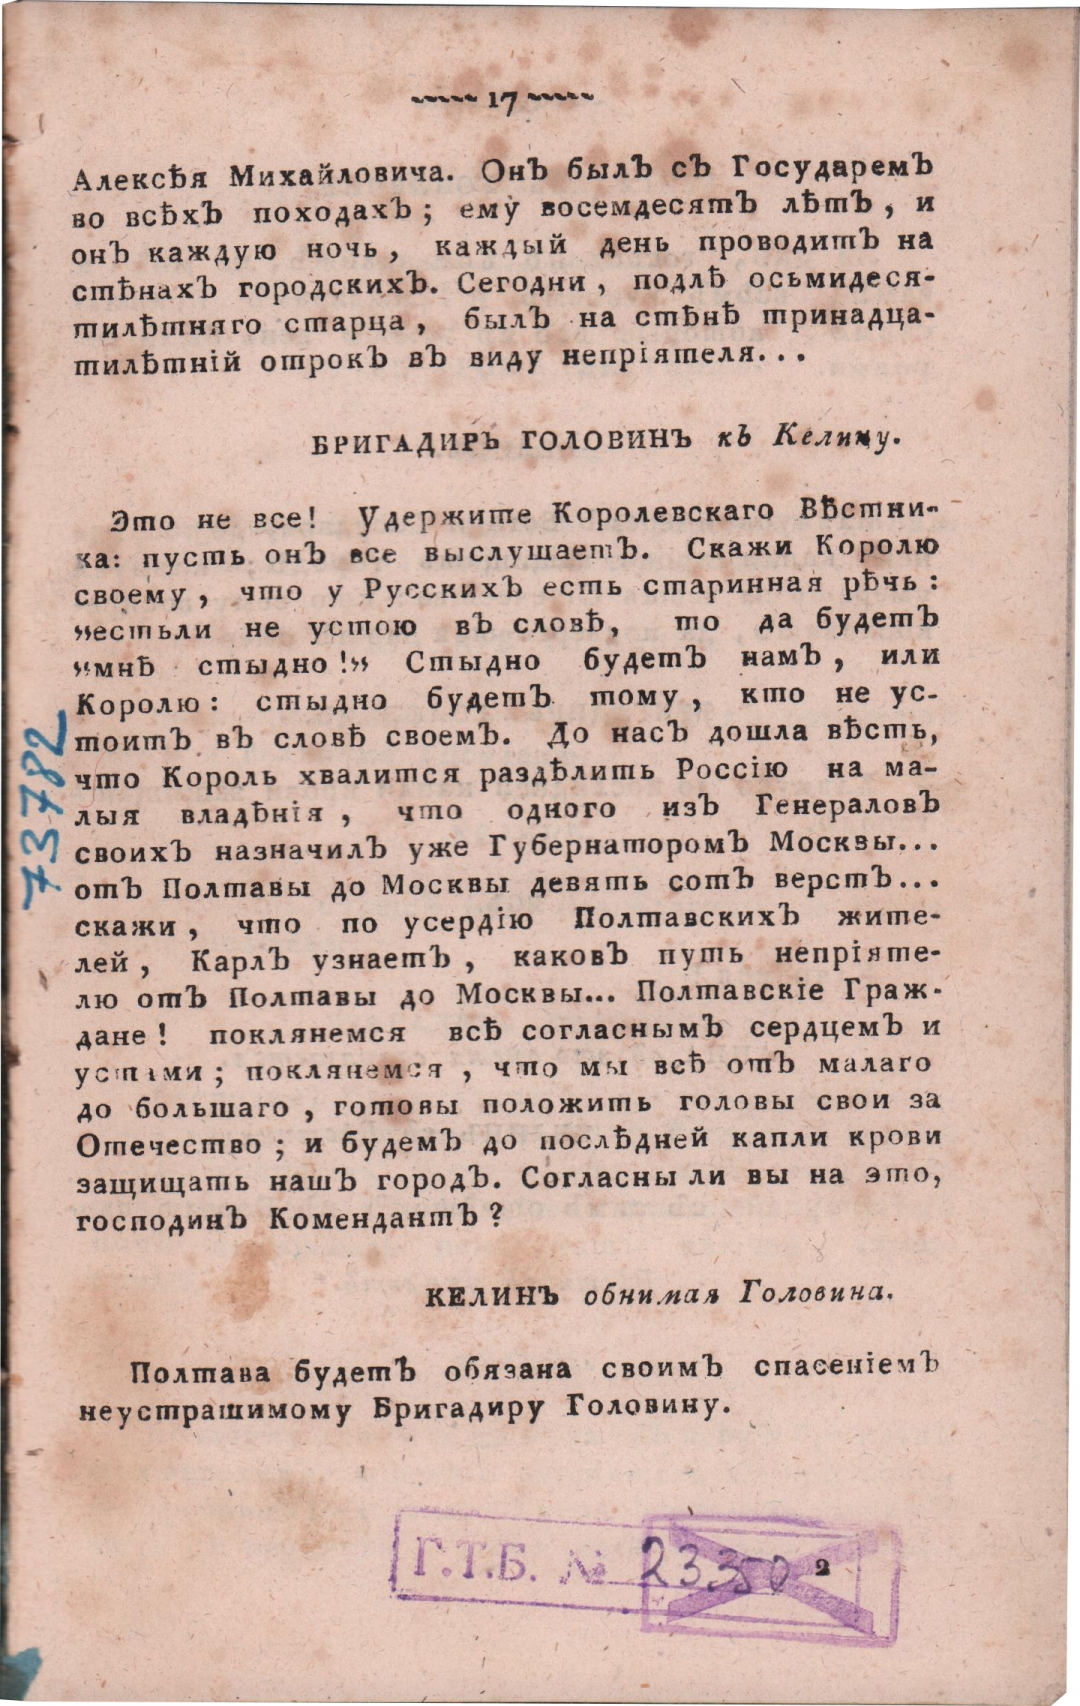 17
Алексѣя Михайловича. Онъ былъ съ Государемъ
во всѣхъ походахъ; ему восемдесятъ лѣтъ, и
онъ каждую ночь, каждый день проводитъ на
стѣнахъ городскихъ. Сегодни, подлѣ осьмидеся-
тилѣтняго старца, былъ на стѣнѣ тринадца-
тилѣтній отрокъ въ виду непріятеля...
БРИГАДИРЪ ГОЛОВИНЪ къ Келину.
Это не все! Удержите Королевскаго Вѣстни-
ка: пусть онъ все выслушаетъ. Скажи Королю
своему, что у Русскихъ есть старинная рѣчь:
„естьли не устою въ словѣ, то да будетъ
„мнѣ стыдно!„ Стыдно будетъ намъ, или
Королю: стыдно будетъ тому, кто не ус-
тоитъ въ словѣ своемъ. До насъ дошла вѣсть,
что Король хвалится раздѣлить Россію на ма-
лыя владѣнія, что одного изъ Генераловъ
своихъ назначилъ уже Губернаторомъ Москвы...
отъ Полтавы до Москвы девять сотъ верстъ...
скажи, что по усердію Полтавскихъ жите-
лей, Карлъ узнаетъ, каковъ путь непріяте-
лю отъ Полтавы до Москвы... Полтавскіе Граж-
дане! поклянемся всѣ согласнымъ сердцемъ и
устами; поклянемся, что мы всѣ отъ малаго
до большаго, готовы положить головы свои за
Отечество; и будемъ до послѣдней капли крови
защищать нашъ городъ. Согласны ли вы на это,
господинъ Комендантъ?
КЕЛИНЪ обнимая Головина.
Полтава будетъ обязана своимъ спасеніемъ
неустрашимому Бригадиру Головину.
73782
Г.Т.Б. № 23350
2